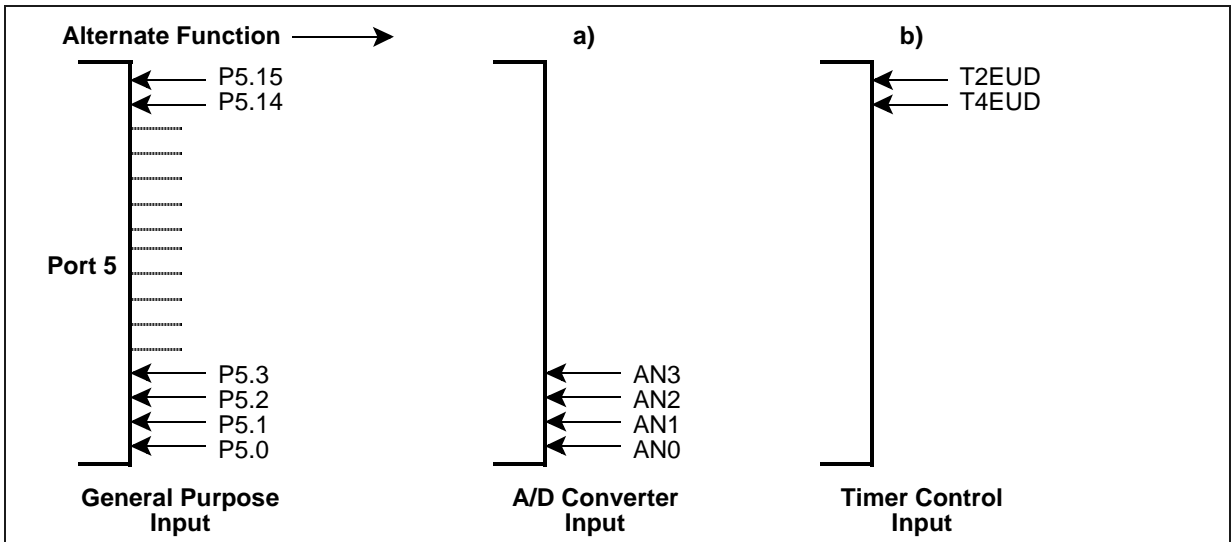 Alternate Function a) b)
P5.15 T2EUD
P5.14 T4EUD
Port 5
P5.3 AN3
P5.2 AN2
P5.1 AN1
P5.0 AN0
General Purpose A/D Converter Timer Control
Input Input Input